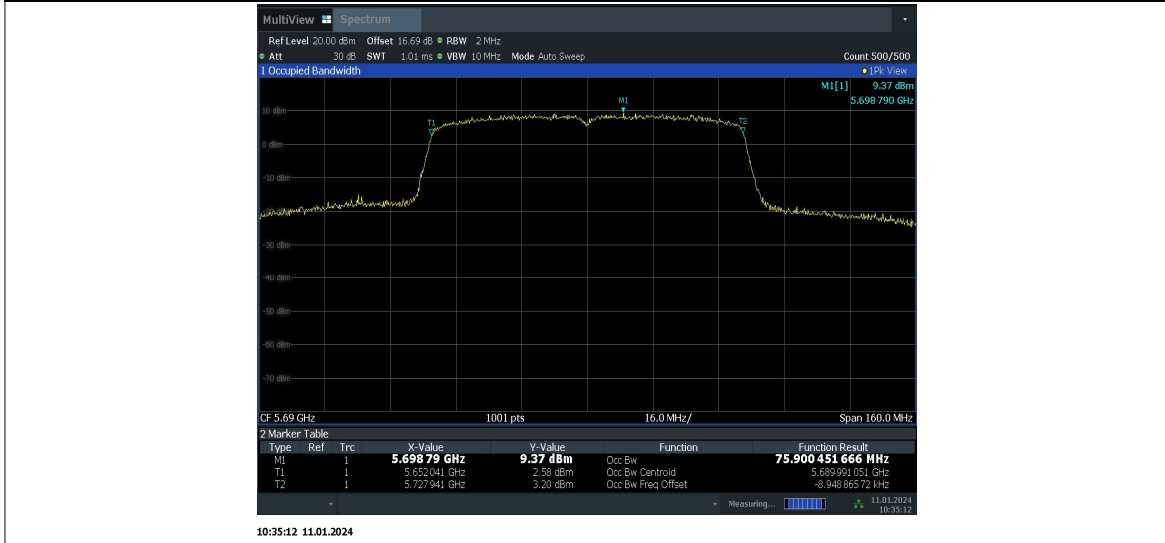 MultiView Spectrum
Ref Level 20.00 dBm Offset 16.69 dB RBW 2 MHz
Att 30 dB SWT 1.01 ms VBW 10 MHz Mode Auto Sweep Count 500/500
1 Occupied Bandwidth 1Pk View
M1[1] 9.37 dBm
5.698 790 GHz
M1
10 dBm
T1 T2
0 dBm
-10 dBm
-30 dBm
-40 dBm
-50 dBm
-60 dBm
-70 dBm
CF 5.69 GHz 1001 pts 16.0 MHz/ Span 160.0 MHz
2 Marker Table
Type Ref Trc X-Value Y-Value Function Function Result
M1 1 5.698 79 GHz 9.37 dBm Occ Bw 75.900 451 666 MHz
T1 1 5.652 041 GHz 2.58 dBm Occ Bw Centroid 5.689 991 051 GHz
T2 1 5.727 941 GHz 3.20 dBm Occ Bw Freq Offset -8.948 865 72 kHz
Measuring... 11.01.2024
10:35:12
10:35:12 11.01.2024